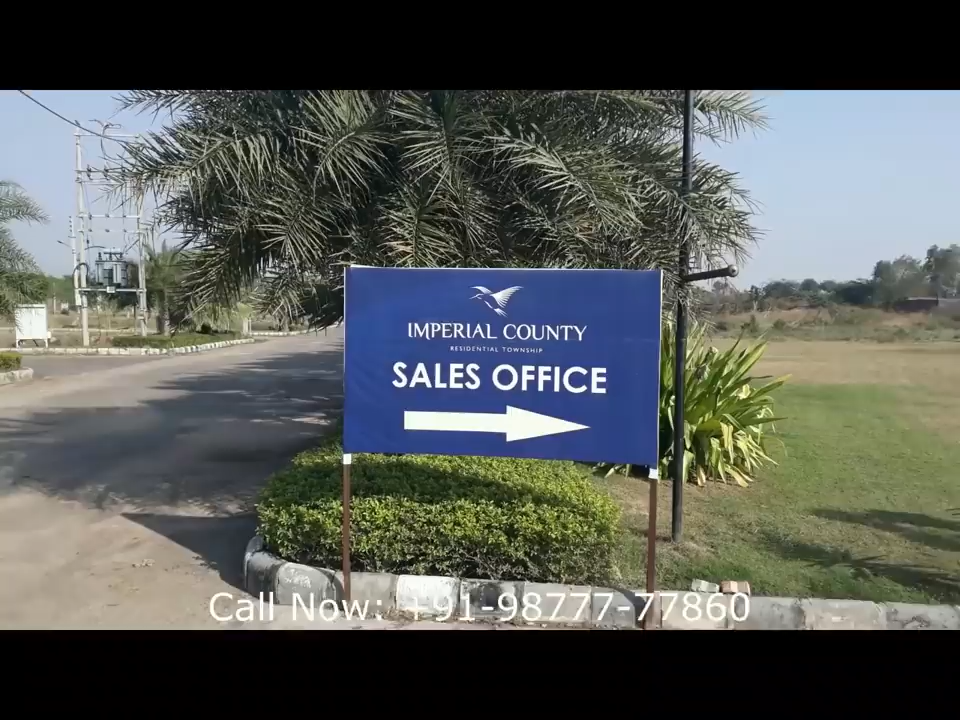 IMPERIAL COUNTY
RESIDENTIAL TOWNSHIP
SALES OFFICE
Call Now: +91-98777-77860